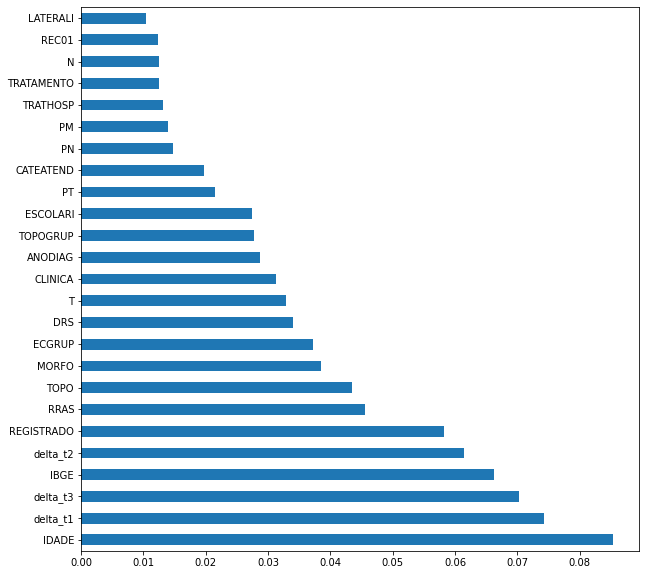 LATERALI
REC01
N
TRATAMENTO
TRATHOSP
PM
PN
CATEATEND
PT
ESCOLARI
TOPOGRUP
ANODIAG
CLINICA
T
DRS
ECGRUP
MORFO
TOPO
RRAS
REGISTRADO
delta_t2
IBGE
delta_t3
delta_t1
IDADE
0.00 0.01 0.02 0.03 0.04 0.05 0.06 0.07 0.08